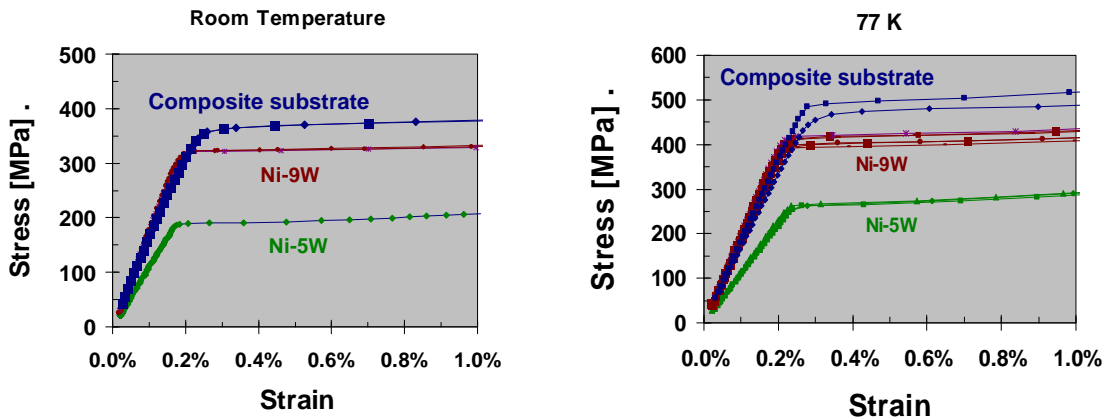 Room Temperature
500
400
300
200
100
0
Stress [MPa] .
Composite substrate
Ni-9W
Ni-5W
0.0% 0.2% 0.4% 0.6% 0.8% 1.0%
Strain
77 K
600
500
400
300
200
100
0
Stress [MPa] .
Composite substrate
Ni-9W
Ni-5W
0.0% 0.2% 0.4% 0.6% 0.8% 1.0%
Strain